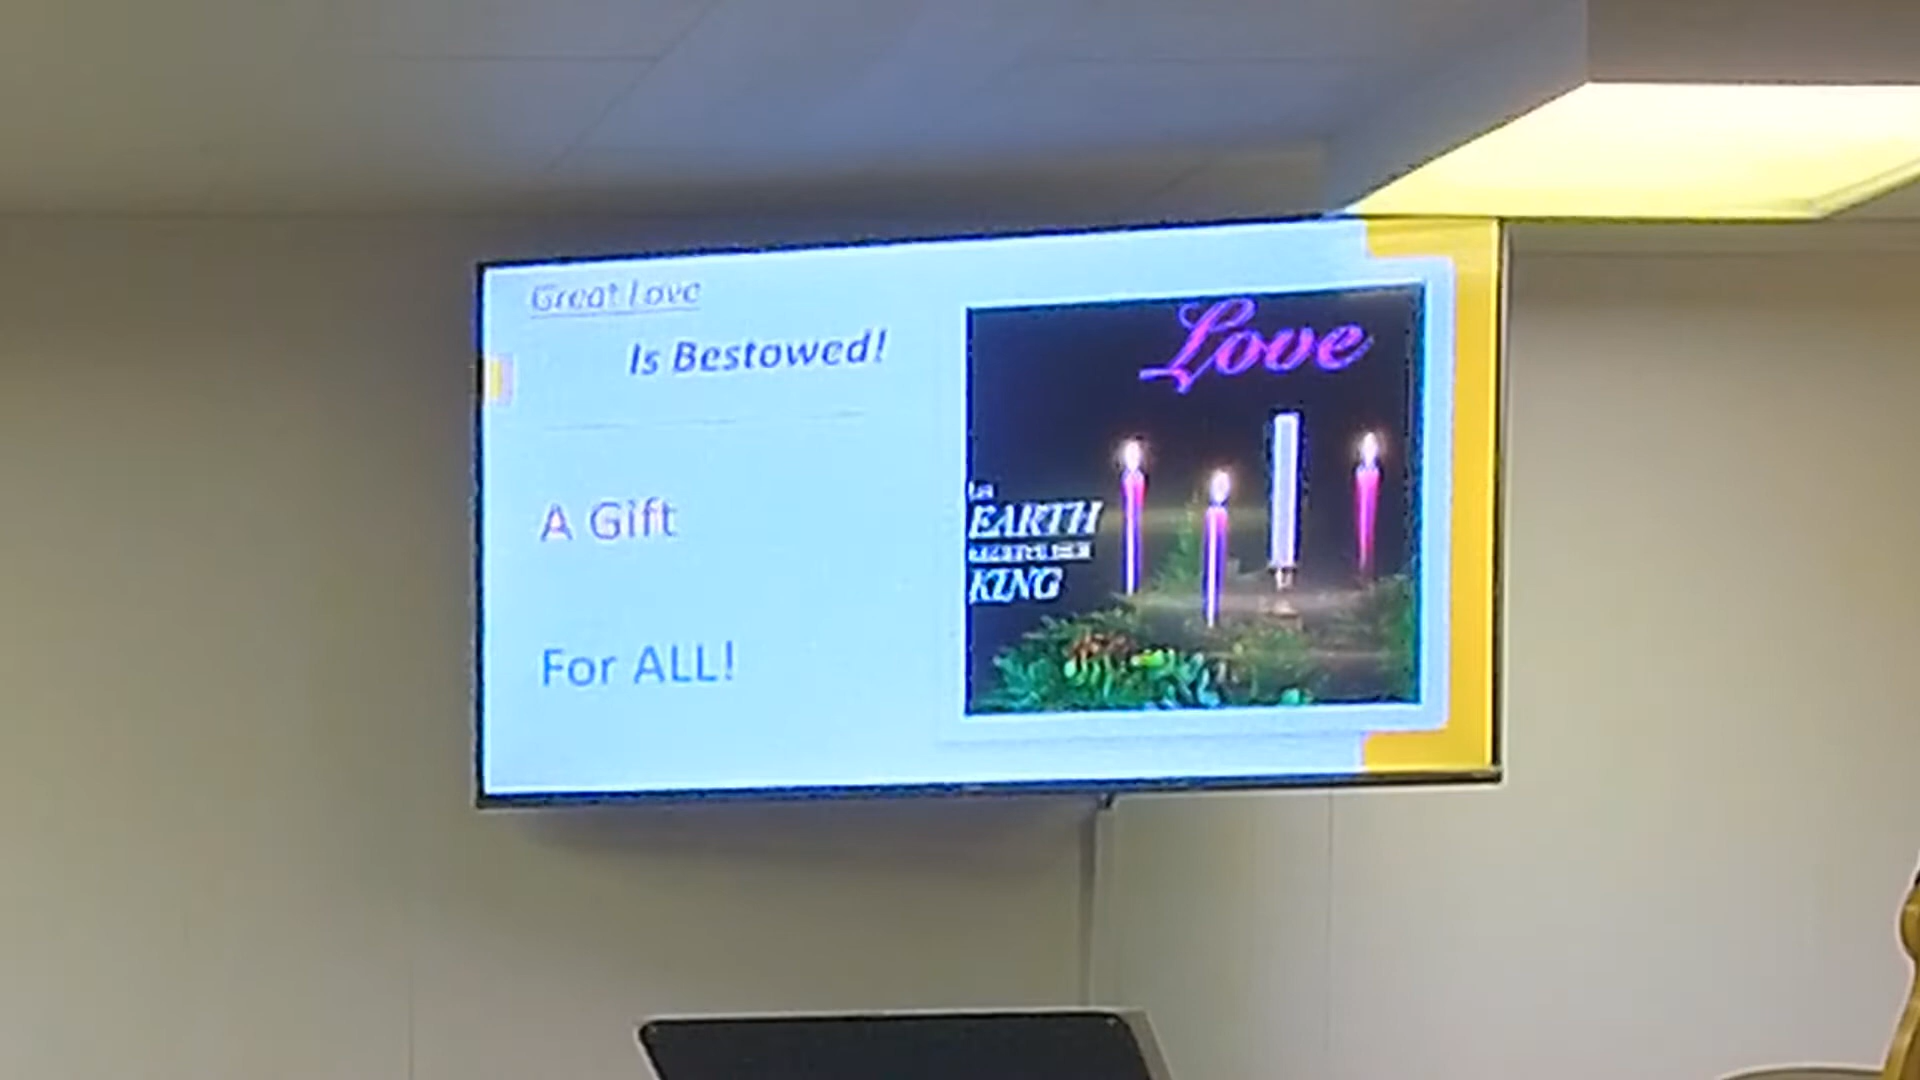 Great Love
Is Bestowed!
A Gift
For ALL!
Love
EARTH
KING